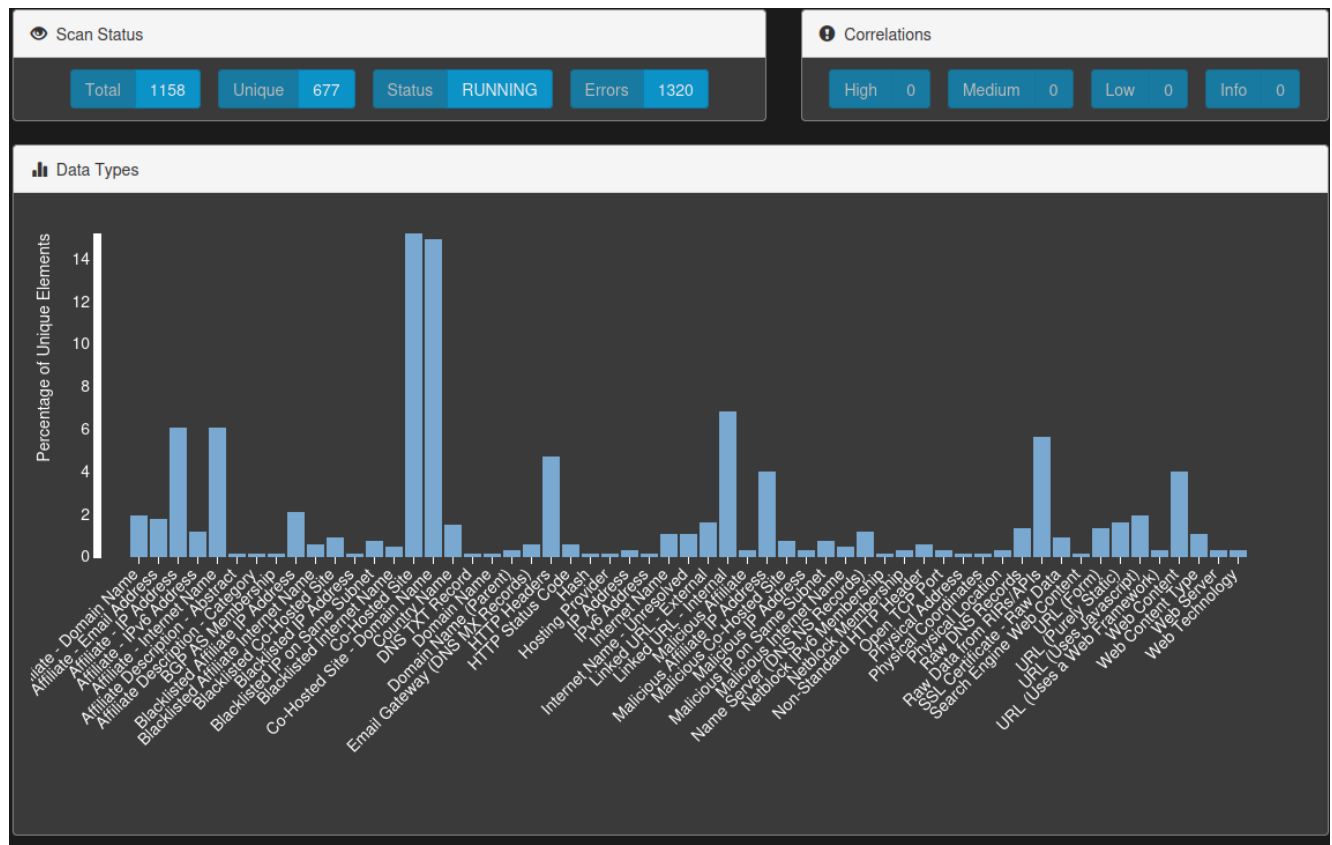 Scan Status
Total 1158 Unique 677 Status RUNNING Errors 1320
Correlations
High 0 Medium 0 Low 0 Info 0
Data Types
Percentage of Unique Elements
14
12
10
8
6
4
2
0
iliate - Domain Name
Affiliate - Email Address
Affiliate - IP Address
Affiliate - IPv6 Address
Affiliate - Internet Name
Affiliate Description - Abstract
Affiliate Description - Category
BGP AS Membership
Blacklisted Affiliate IP Address
Blacklisted Affiliate Internet Name
Blacklisted Co-Hosted Site
Blacklisted IP Address
Blacklisted IP on Same Subnet
Blacklisted Internet Name
Co-Hosted Site
Co-Hosted Site - Domain Name
Country Name
DNS TXT Record
Domain Name
Domain Name (Parent)
Email Gateway (DNS MX Records)
HTTP Headers
HTTP Status Code
Hash
Hosting Provider
IP Address
IPv6 Address
Internet Name
Internet Name - Unresolved
Linked URL - External
Linked URL - Internal
Malicious Affiliate
Malicious Affiliate IP Address
Malicious Co-Hosted Site
Malicious IP Address
Malicious IP on Same Subnet
Malicious Internet Name
Name Server (DNS NS Records)
Netblock IPv6 Membership
Netblock Membership
Non-Standard HTTP Header
Open TCP Port
Physical Address
Physical Coordinates
Physical Location
Raw DNS Records
Raw Data from RIRs/APIs
SSL Certificate - Raw Data
Search Engine Web Content
URL (Form)
URL (Purely Static)
URL (Uses Javascript)
URL (Uses a Web Framework)
Web Content
Web Content Type
Web Server
Web Technology